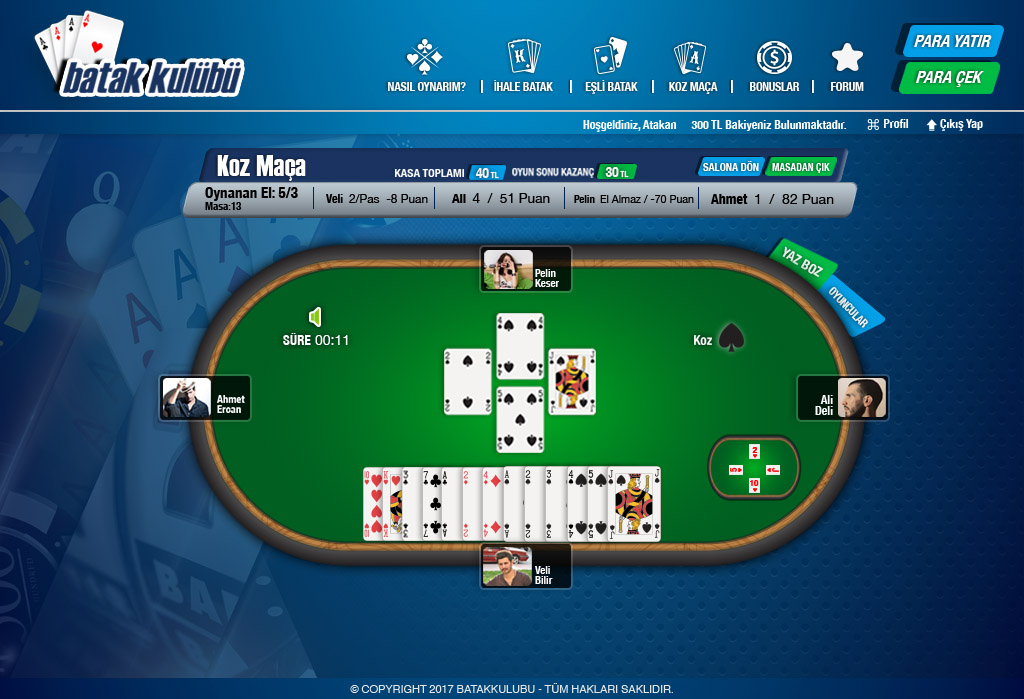 batak kulübü
NASIL OYNARIM?
İHALE BATAK
EŞLİ BATAK
KOZ MAÇA
BONUSLAR
FORUM
PARA YATIR
PARA ÇEK
Hoşgeldiniz, Atakan 300 TL Bakiyeniz Bulunmaktadır. Profil Çıkış Yap
Koz Maça
KASA TOPLAMI 40 TL OYUN SONU KAZANÇ 30 TL
SALONA DÖN
MASADAN ÇIK
Oynanan El: 5/3
Masa:13
Veli 2/Pas -8 Puan
Ali 4 / 51 Puan
Pelin El Almaz / -70 Puan
Ahmet 1 / 82 Puan
YAZ BOZ
OYUNCULAR
Pelin
Keser
SÜRE 00:11
Koz
Ahmet
Ercan
Ali
Deli
Veli
Bilir
© COPYRIGHT 2017 BATAKKULUBU - TÜM HAKLARI SAKLIDIR.